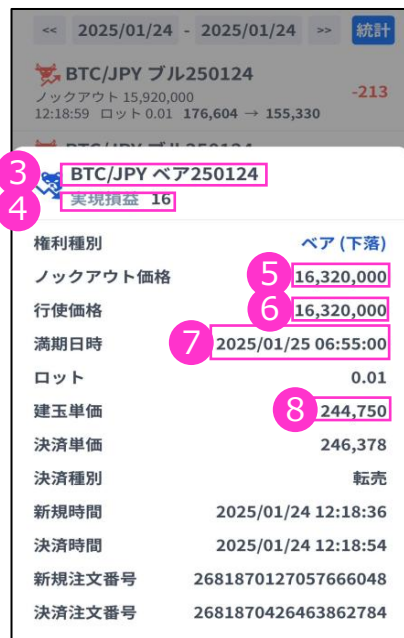 << 2025/01/24 - 2025/01/24 >> 統計
BTC/JPY ブル250124
ノックアウト 15,920,000
-213
12:18:59 ロット 0.01 176,604 → 155,330
3 BTC/JPY ベア250124
4 実現損益 16
権利種別 ベア (下落)
ノックアウト価格 5 16,320,000
行使価格 6 16,320,000
満期日時 7 2025/01/25 06:55:00
ロット 0.01
建玉単価 8 244,750
決済単価 246,378
決済種別 転売
新規時間 2025/01/24 12:18:36
決済時間 2025/01/24 12:18:54
新規注文番号 2681870127057666048
決済注文番号 2681870426463862784